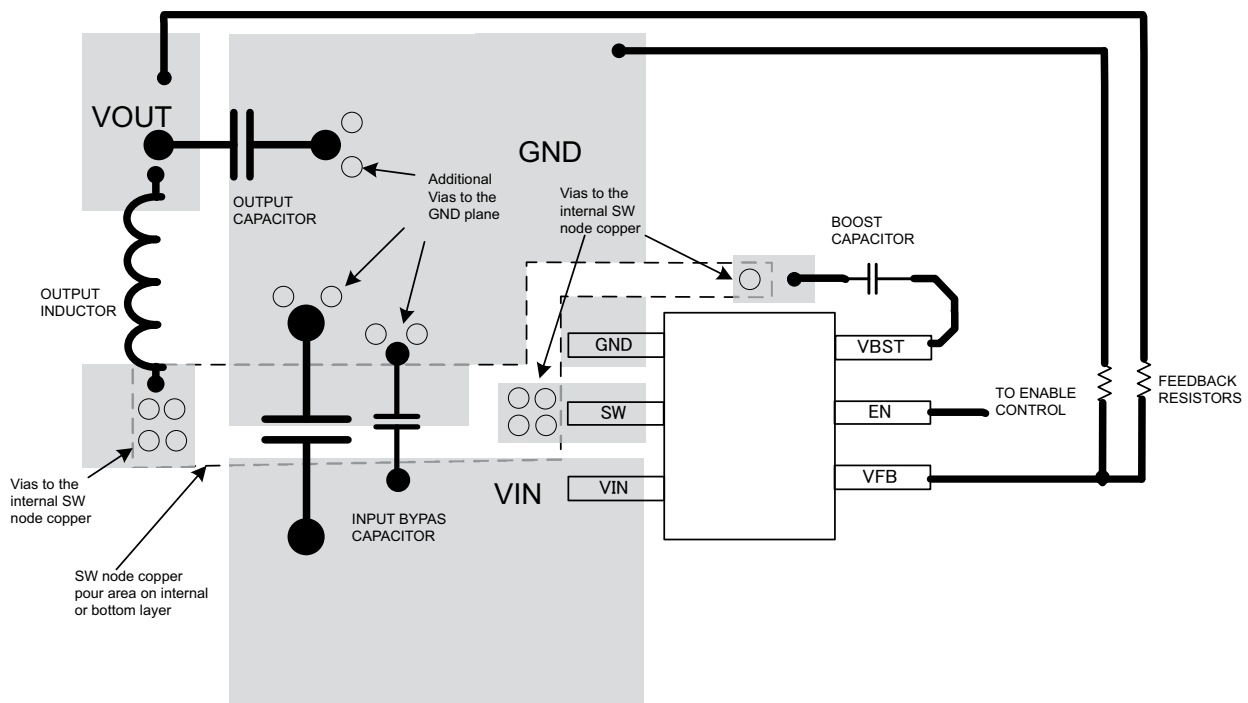 VOUT
GND
OUTPUT
CAPACITOR
Additional
Vias to the
GND plane
Vias to the
internal SW
node copper
BOOST
CAPACITOR
OUTPUT
INDUCTOR
GND
SW
VIN
VBST
EN
VFB
TO ENABLE
CONTROL
FEEDBACK
RESISTORS
VIN
INPUT BYPAS
CAPACITOR
Vias to the
internal SW
node copper
SW node copper
pour area on internal
or bottom layer